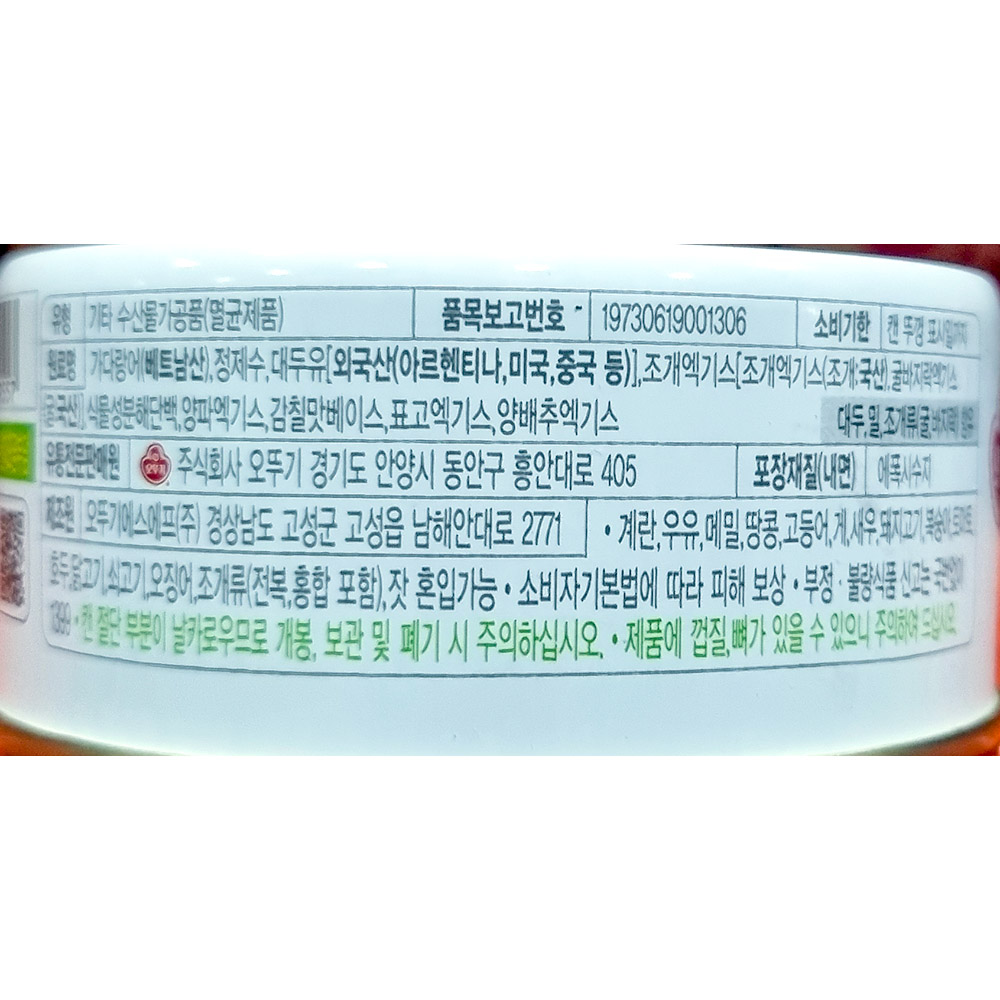 유형 기타 수산물가공품(멸균제품) 품목보고번호 19730619001306 소비기한 캔 뚜껑 표시일까지
원료명 가다랑어(베트남산),정제수,대두유[외국산(아르헨티나,미국,중국 등)],조개엑기스[조개엑기스(조개:국산),굴바지락엑기스
(굴:국산)],식물성분해단백,양파엑기스,감칠맛베이스,표고엑기스,양배추엑기스 대두,밀,조개류(굴,바지락) 함유
유통전문판매원 오뚜기 주식회사 오뚜기 경기도 안양시 동안구 흥안대로 405 포장재질(내면) 에폭시수지
제조원 오뚜기에스에프(주) 경상남도 고성군 고성읍 남해안대로 2771 • 계란,우유,메밀,땅콩,고등어,게,새우,돼지고기,복숭아,토마토,
호두,닭고기,쇠고기,오징어,조개류(전복,홍합 포함),잣 혼입가능 • 소비자기본법에 따라 피해 보상 • 부정·불량식품 신고는 국번없이
1399 • 캔 절단 부분이 날카로우므로 개봉, 보관 및 폐기 시 주의하십시오. • 제품에 껍질,뼈가 있을 수 있으니 주의하여 드십시오.